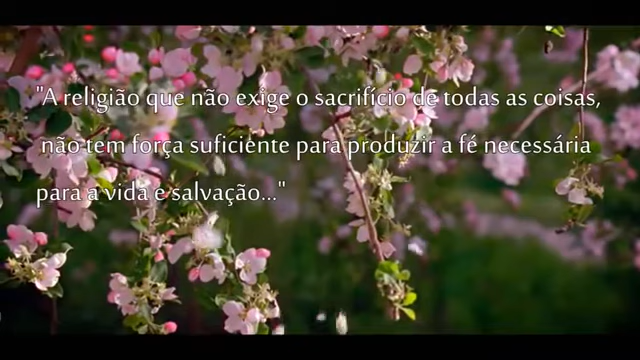 "A religião que não exige o sacrifício de todas as coisas,
não tem força suficiente para produzir a fé necessária
para a vida e salvação..."